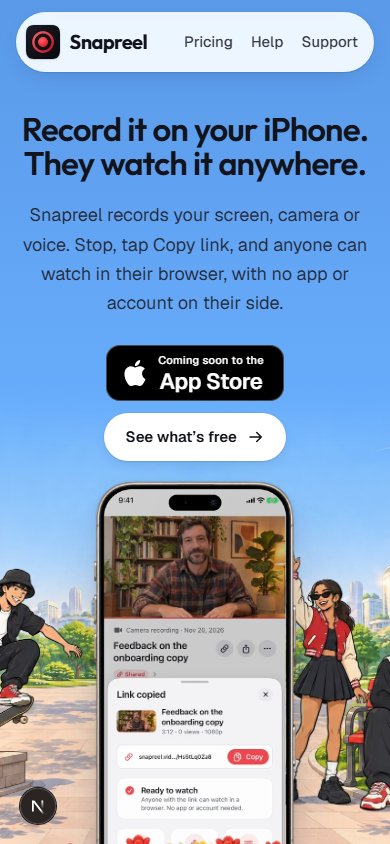 Snapreel
Pricing
Help
Support
Record it on your iPhone.
They watch it anywhere.
Snapreel records your screen, camera or
voice. Stop, tap Copy link, and anyone can
watch in their browser, with no app or
account on their side.
Coming soon to the
App Store
See what’s free →
9:41
Camera recording · Nov 20, 2026
Feedback on the
onboarding copy
Shared
Link copied
Feedback on the
onboarding copy
3:12 · 0 views · 1080p
Copy
Ready to watch
Anyone with the link can watch in a
browser. No app or account needed.
N